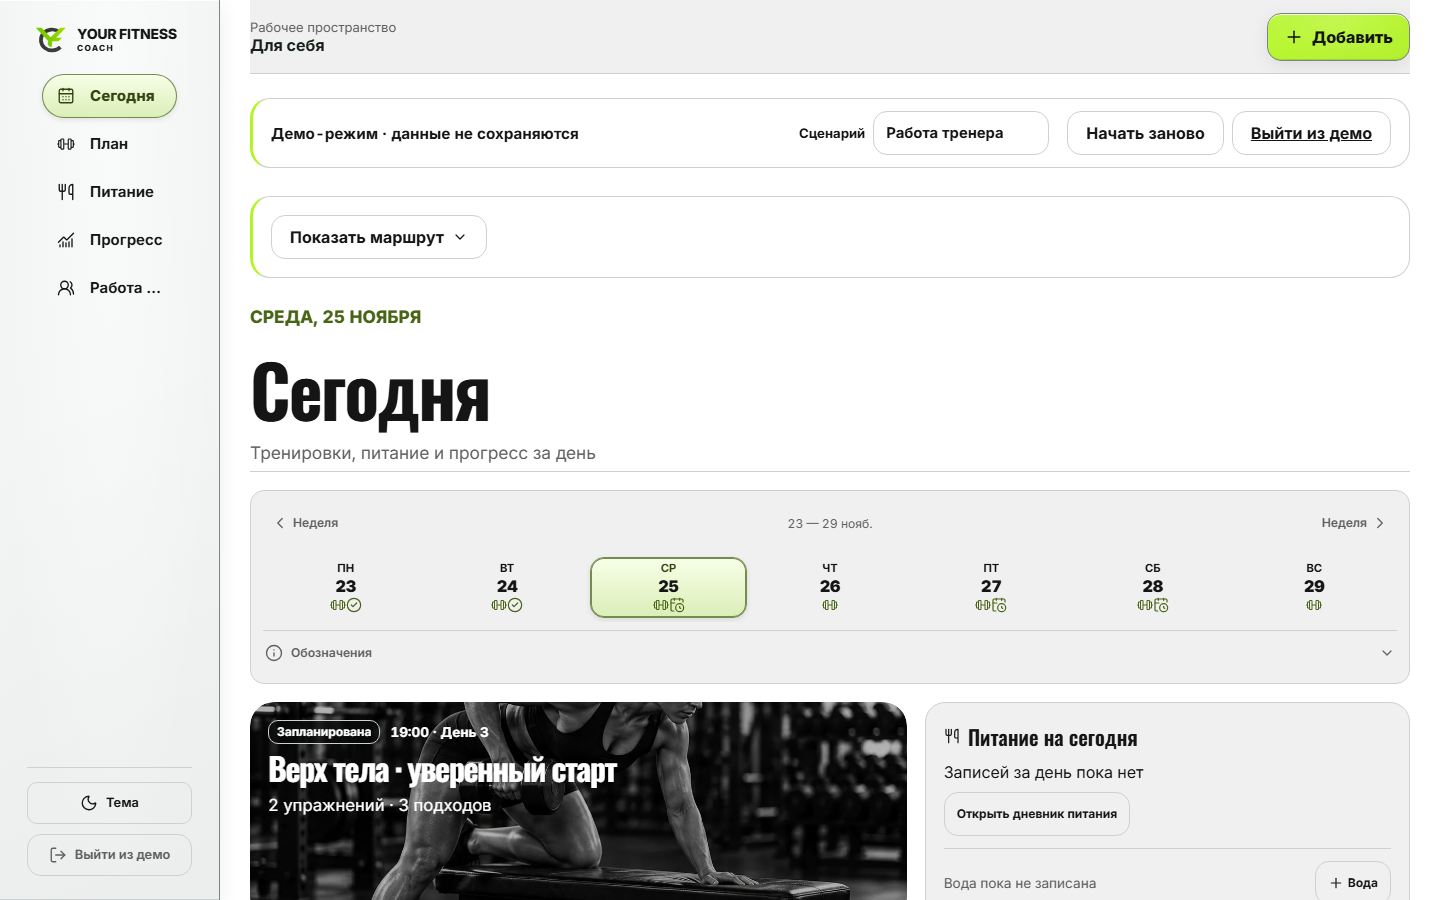 YOUR FITNESS
COACH
Сегодня
План
Питание
Прогресс
Работа ...
Тема
Выйти из демо
Рабочее пространство
Для себя
Добавить
Демо-режим · данные не сохраняются
Сценарий
Работа тренера
Начать заново
Выйти из демо
Показать маршрут
СРЕДА, 25 НОЯБРЯ
Сегодня
Тренировки, питание и прогресс за день
Неделя
23 — 29 нояб.
Неделя
ПН
23
ВТ
24
СР
25
ЧТ
26
ПТ
27
СБ
28
ВС
29
Обозначения
Запланирована
19:00 · День 3
Верх тела · уверенный старт
2 упражнений · 3 подходов
Питание на сегодня
Записей за день пока нет
Открыть дневник питания
Вода пока не записана
Вода